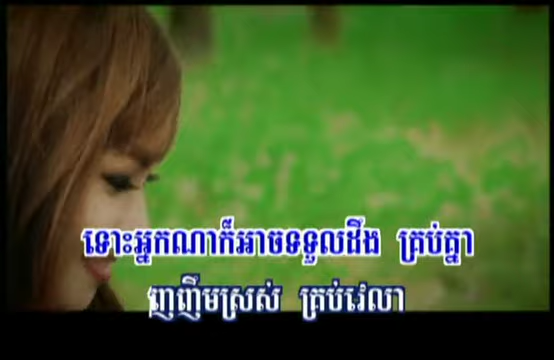 ទោះអ្នកណាក៏អាចទទួលដឹង គ្រប់គ្នា
ញញឹមស្រស់ គ្រប់វេលា